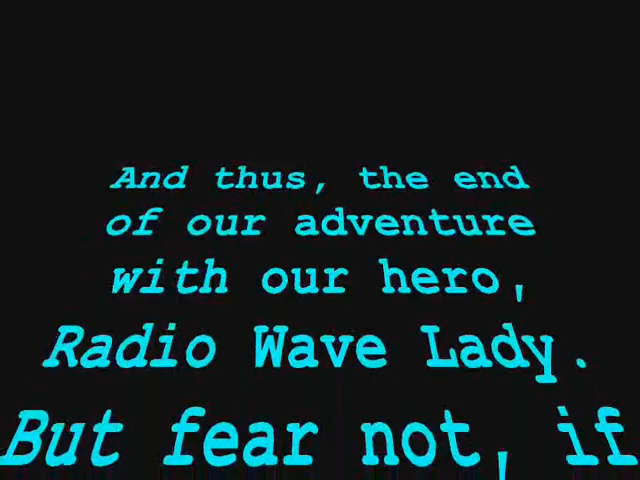 And thus, the end
of our adventure
with our hero,
Radio Wave Lady.
But fear not, if